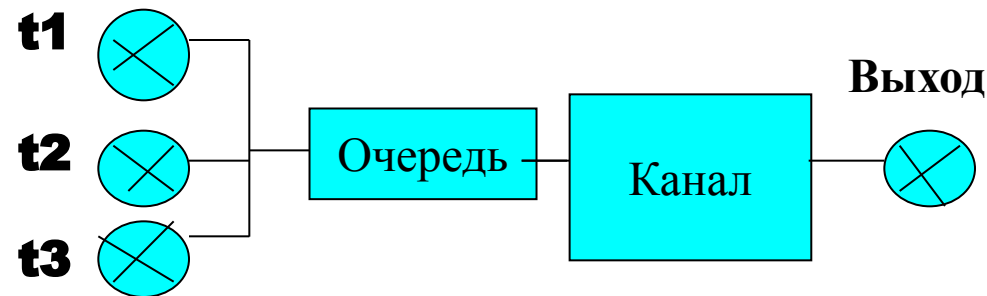 t1
Выход
t2
Очередь
Канал
t3